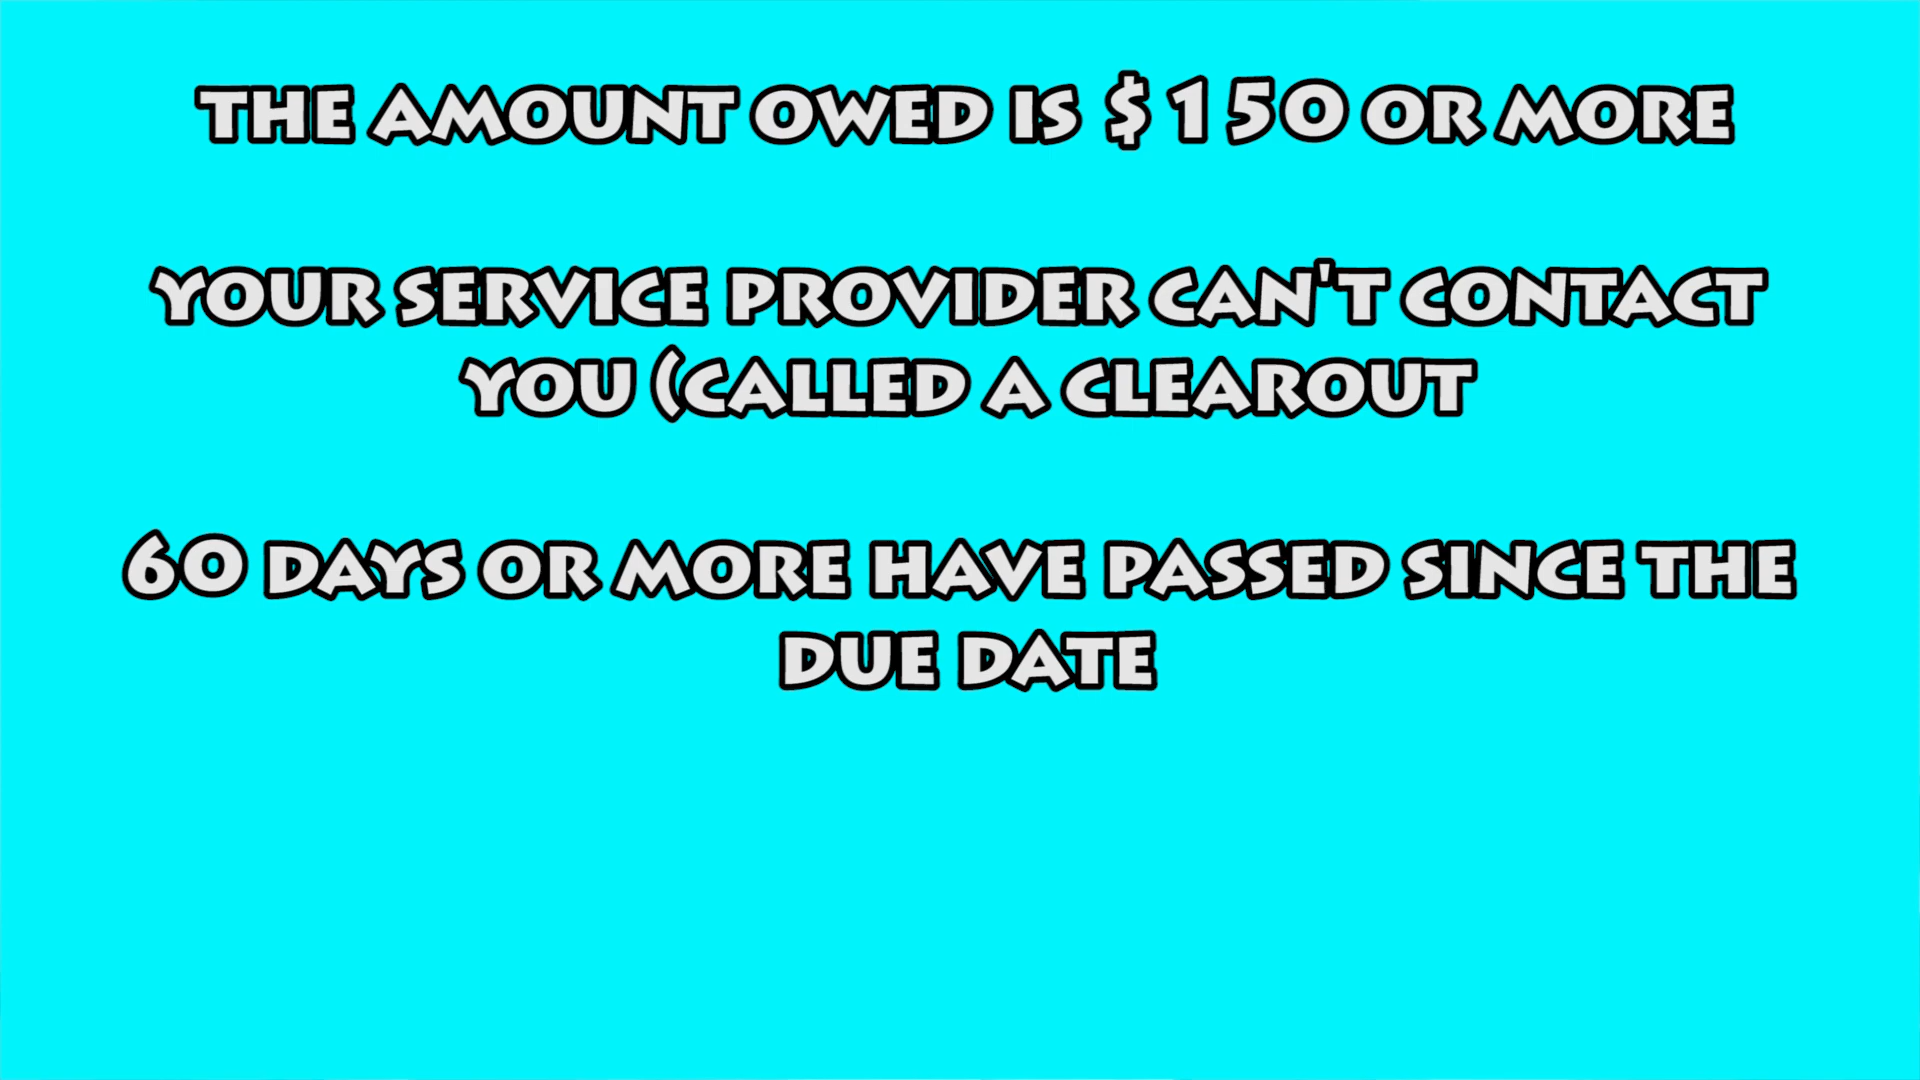 THE AMOUNT OWED IS $150 OR MORE
YOUR SERVICE PROVIDER CAN'T CONTACT
YOU (CALLED A CLEAROUT
60 DAYS OR MORE HAVE PASSED SINCE THE
DUE DATE